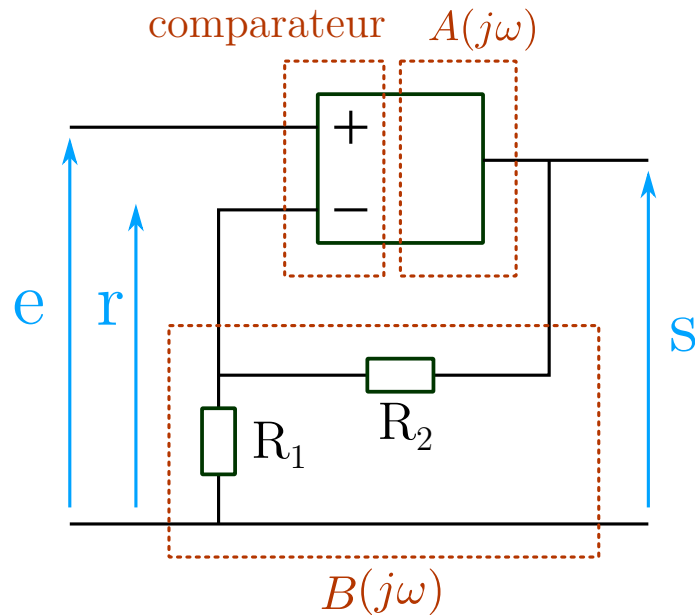 comparateur
A(jω)
+
−
e
r
s
R₂
R₁
B(jω)